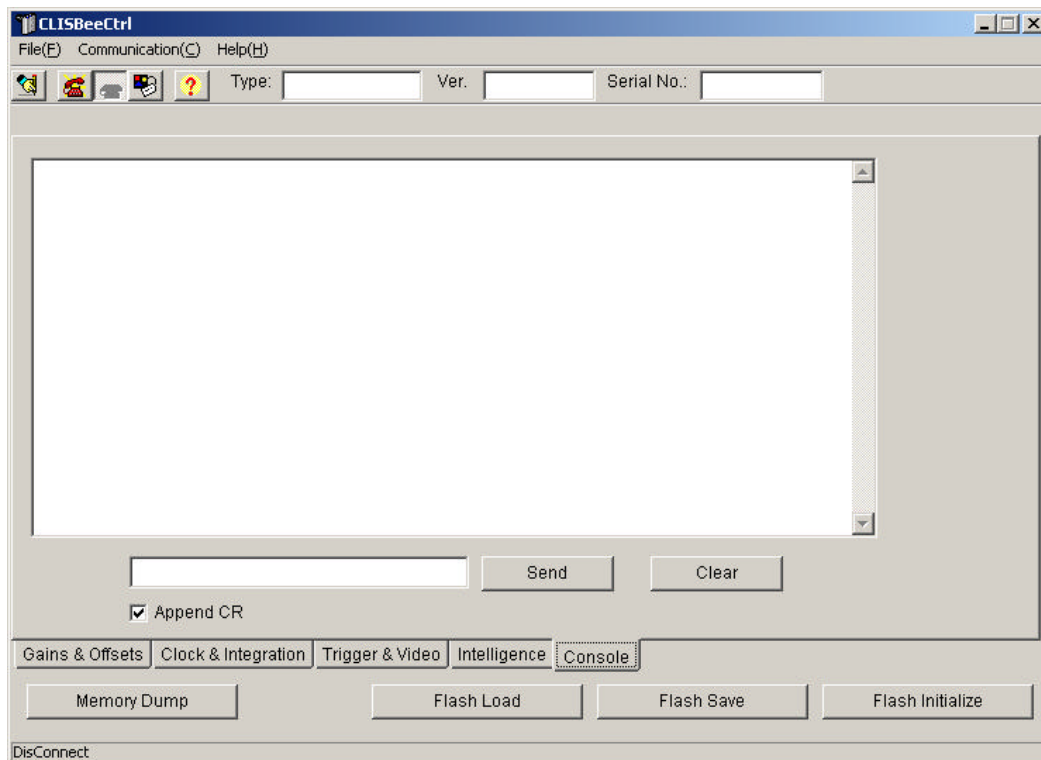 CLISBeeCtrl
File(F) Communication(C) Help(H)
Type: Ver. Serial No.:
Send Clear
Append CR
Gains & Offsets Clock & Integration Trigger & Video Intelligence Console
Memory Dump Flash Load Flash Save Flash Initialize
DisConnect